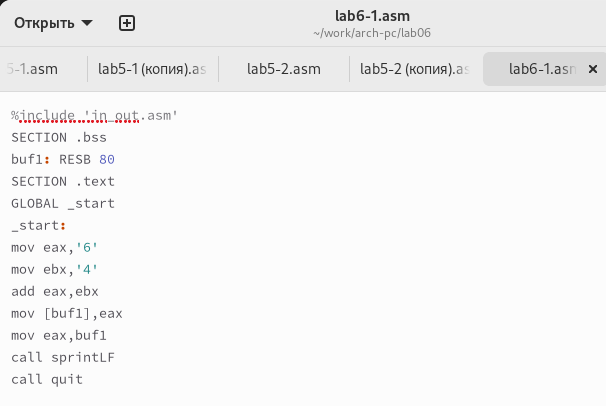 Открыть
lab6-1.asm
~/work/arch-pc/lab06
5-1.asm
lab5-1 (копия).as
lab5-2.asm
lab5-2 (копия).as
lab6-1.asm
%include 'in_out.asm'
SECTION .bss
buf1: RESB 80
SECTION .text
GLOBAL _start
_start:
mov eax,'6'
mov ebx,'4'
add eax,ebx
mov [buf1],eax
mov eax,buf1
call sprintLF
call quit